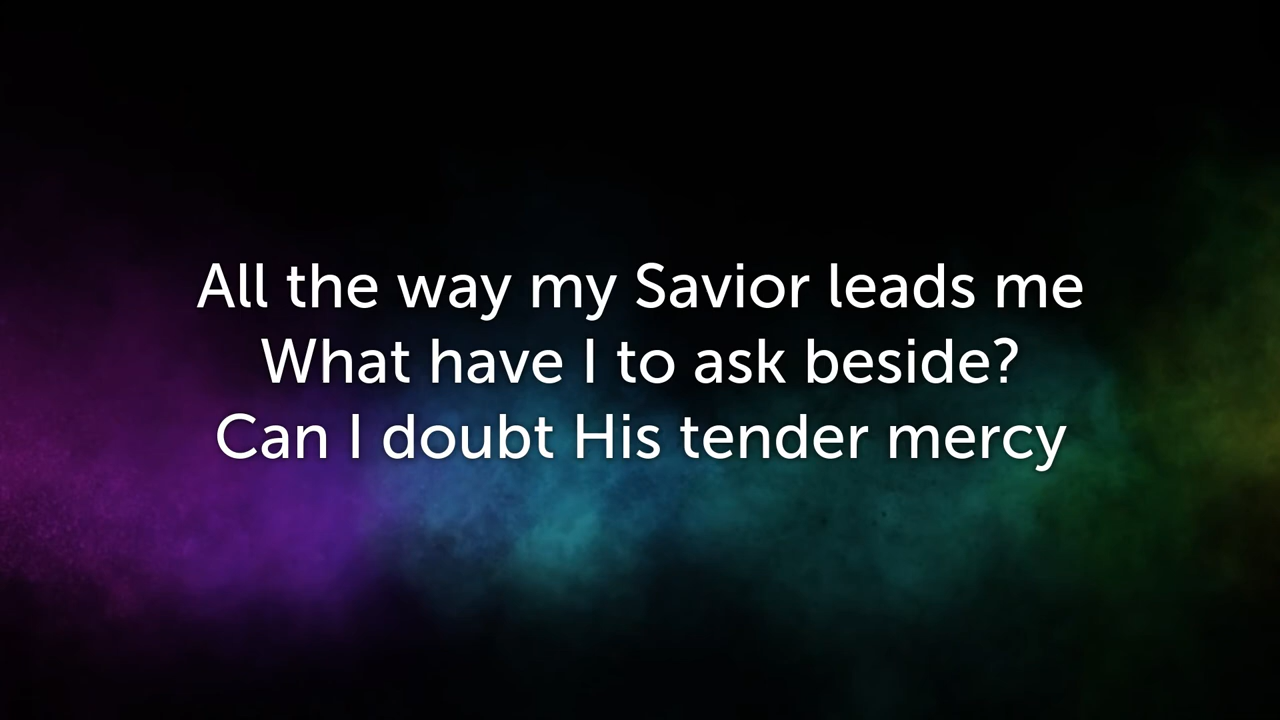 All the way my Savior leads me
What have I to ask beside?
Can I doubt His tender mercy